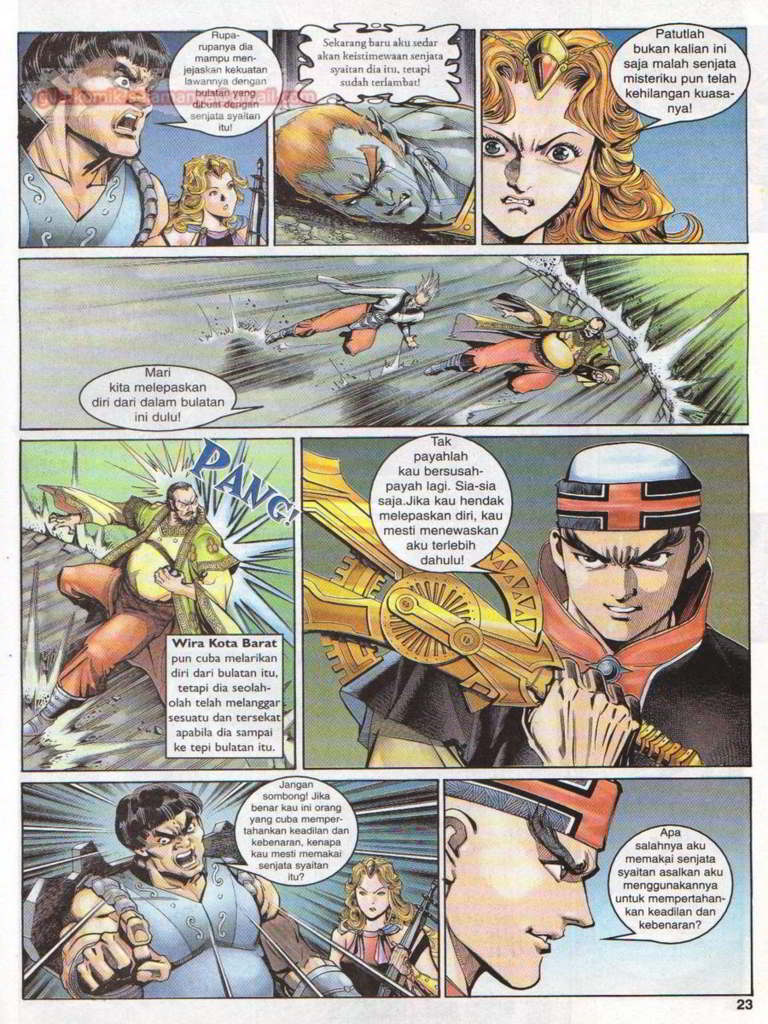 Rupa-
rupanya dia
mampu men-
jejaskan kekuatan
lawannya dengan
bulatan yang
dibuat dengan
senjata syaitan
itu!
Sekarang baru aku sedar
akan keistimewaan senjata
syaitan dia itu, tetapi
sudah terlambat!
Patutlah
bukan kalian ini
saja malah senjata
misteriku pun telah
kehilangan kuasa-
nya!
Mari
kita melepaskan
diri dari dalam bulatan
ini dulu!
PANG!
Wira Kota Barat
pun cuba melarikan
diri dari bulatan itu,
tetapi dia seolah-
olah telah melanggar
sesuatu dan tersekat
apabila dia sampai
ke tepi bulatan itu.
Tak
payahlah
kau bersusah-
payah lagi. Sia-sia
saja.Jika kau hendak
melepaskan diri, kau
mesti menewaskan
aku terlebih
dahulu!
Jangan
sombong! Jika
benar kau ini orang
yang cuba memper-
tahankan keadilan dan
kebenaran, kenapa
kau mesti memakai
senjata syaitan
itu?
Apa
salahnya aku
memakai senjata
syaitan asalkan aku
menggunakannya
untuk mempertahan-
kan keadilan dan
kebenaran?
23